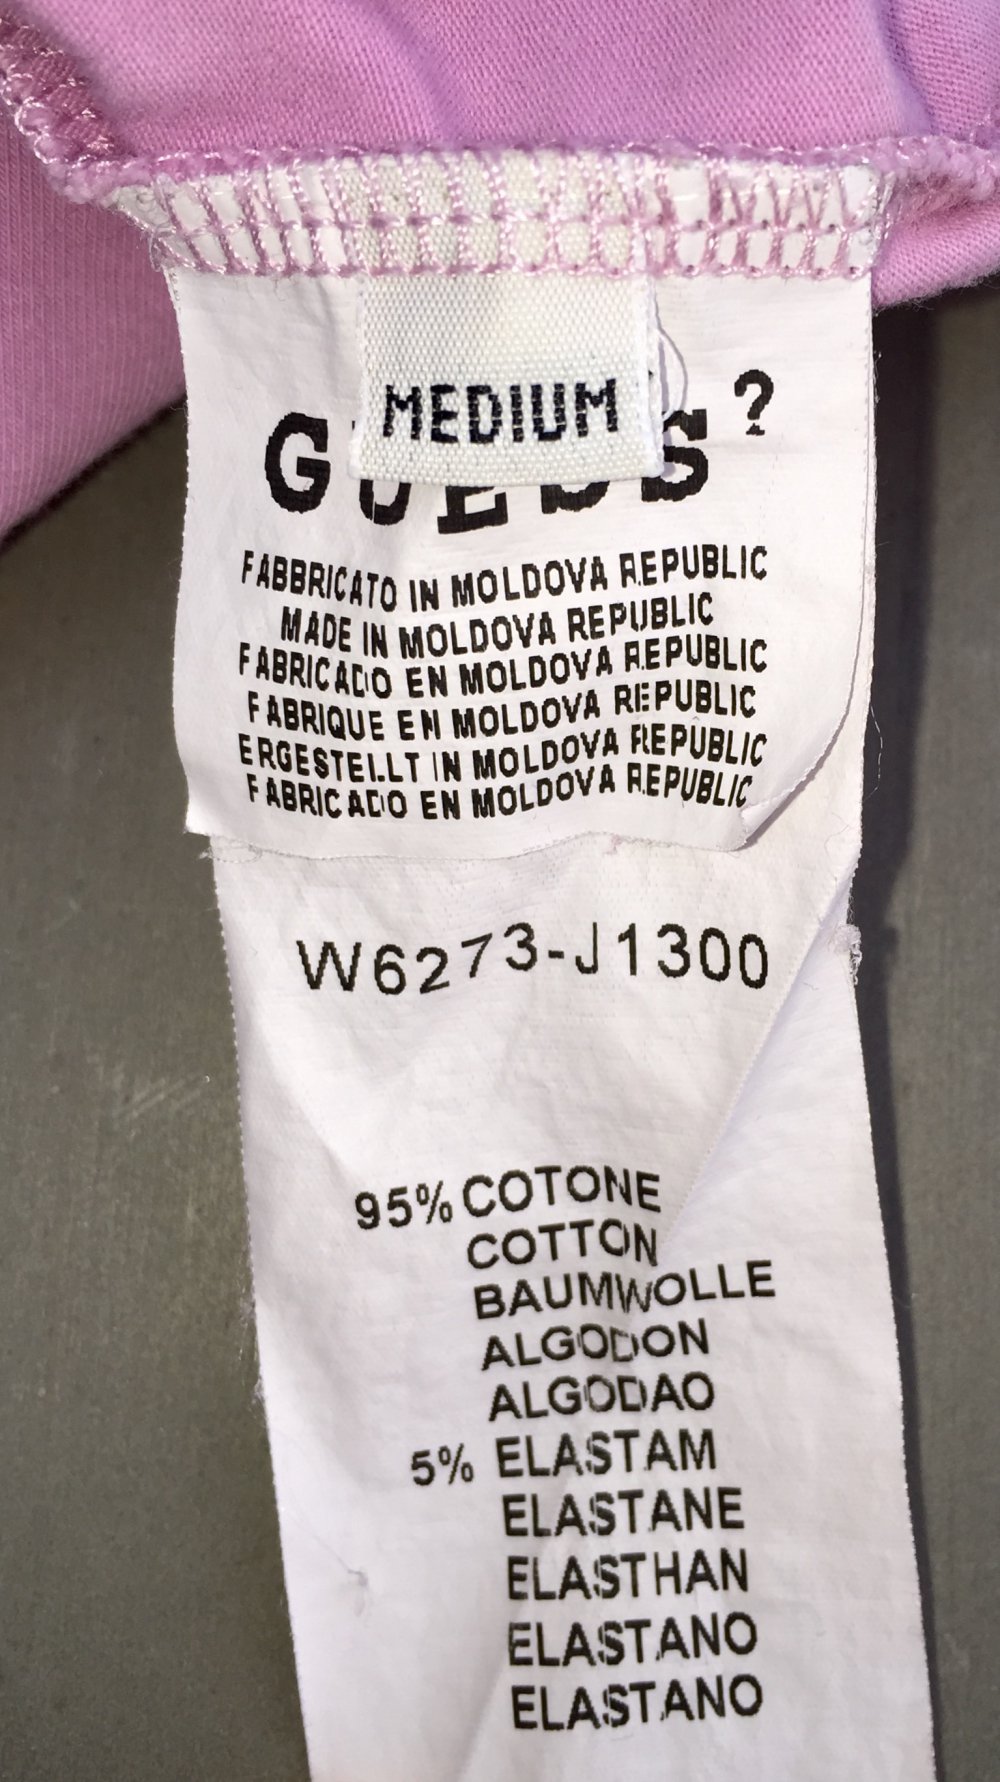 MEDIUM
GUESS?
FABBRICATO IN MOLDOVA REPUBLIC
MADE IN MOLDOVA REPUBLIC
FABRICADO EN MOLDOVA REPUBLIC
FABRIQUE EN MOLDOVA REPUBLIC
ERGESTELLT IN MOLDOVA REPUBLIC
FABRICADO EN MOLDOVA REPUBLIC
W6273-J1300
95% COTONE
COTTON
BAUMWOLLE
ALGODON
ALGODAO
5% ELASTAM
ELASTANE
ELASTHAN
ELASTANO
ELASTANO